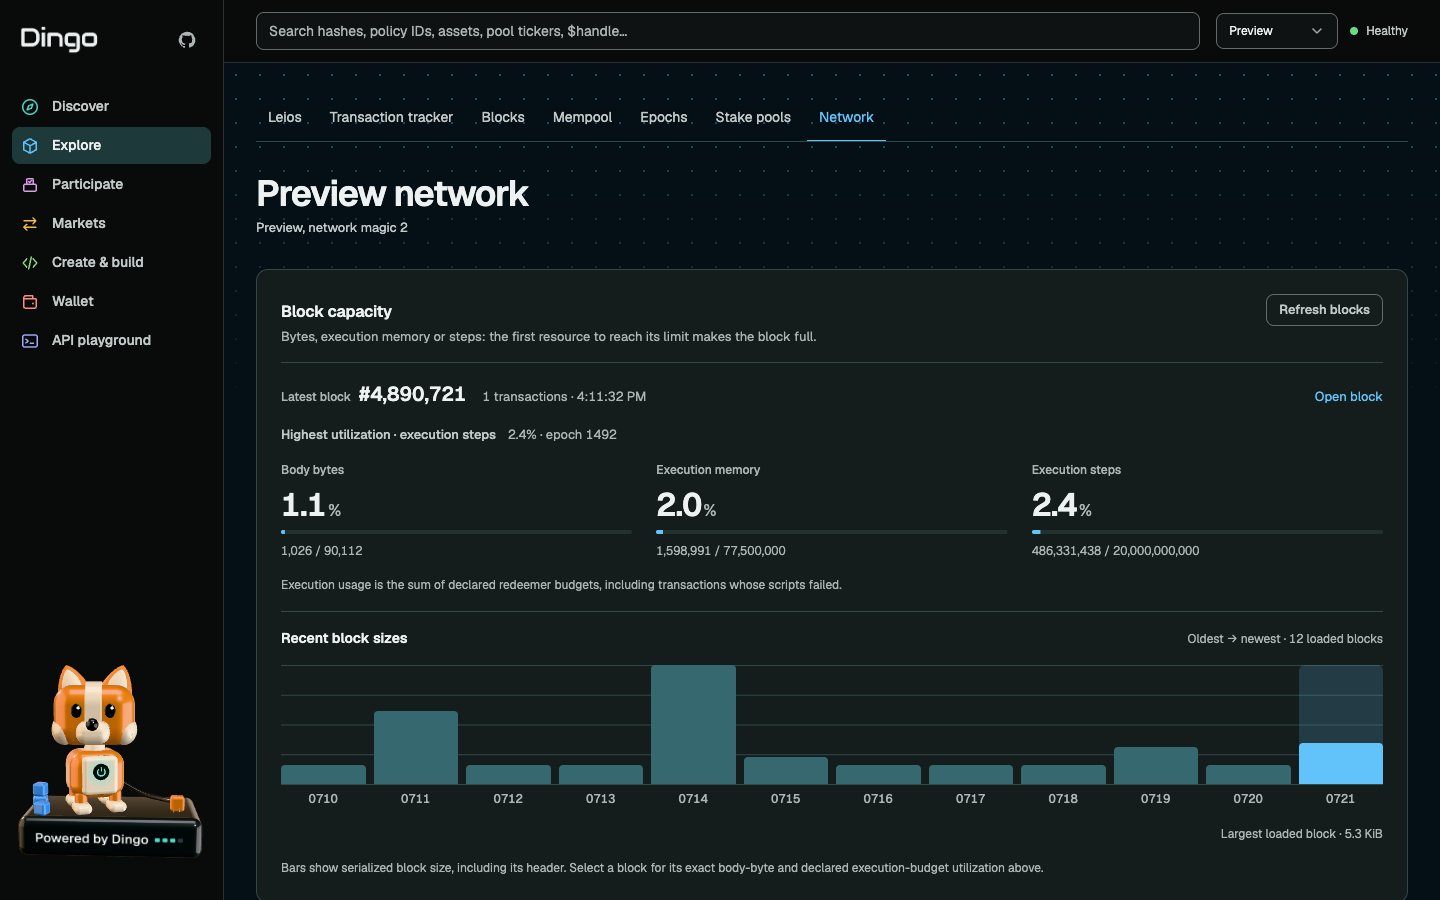 Dingo
Search hashes, policy IDs, assets, pool tickers, $handle...
Preview
Healthy
Discover
Explore
Participate
Markets
Create & build
Wallet
API playground
Leios
Transaction tracker
Blocks
Mempool
Epochs
Stake pools
Network
Preview network
Preview, network magic 2
Block capacity
Refresh blocks
Bytes, execution memory or steps: the first resource to reach its limit makes the block full.
Latest block #4,890,721 1 transactions · 4:11:32 PM
Open block
Highest utilization · execution steps 2.4% · epoch 1492
Body bytes
1.1%
1,026 / 90,112
Execution memory
2.0%
1,598,991 / 77,500,000
Execution steps
2.4%
486,331,438 / 20,000,000,000
Execution usage is the sum of declared redeemer budgets, including transactions whose scripts failed.
Recent block sizes
Oldest → newest · 12 loaded blocks
0710 0711 0712 0713 0714 0715 0716 0717 0718 0719 0720 0721
Largest loaded block · 5.3 KiB
Bars show serialized block size, including its header. Select a block for its exact body-byte and declared execution-budget utilization above.
Powered by Dingo